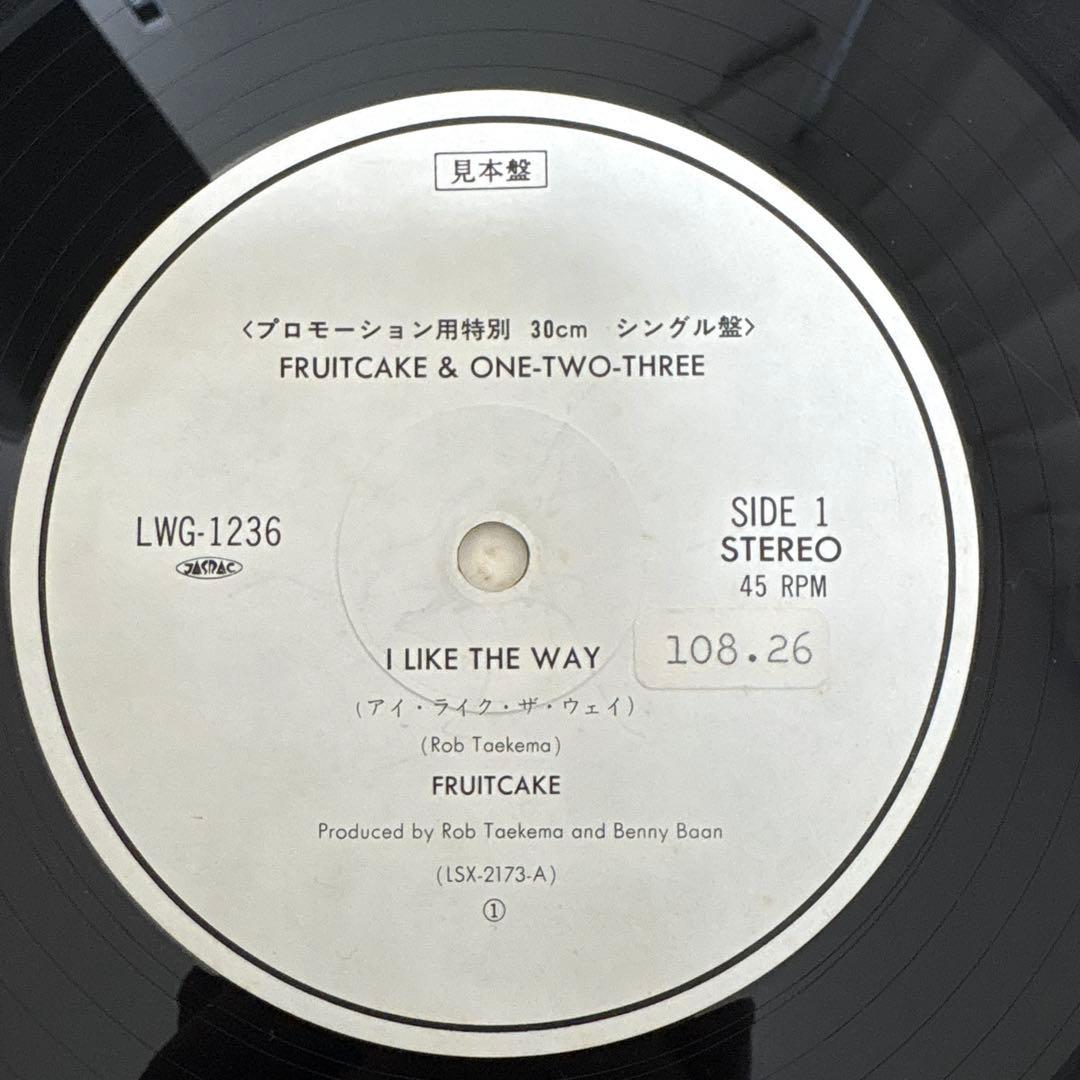 見本盤
〈プロモーション用特別 30cm シングル盤〉
FRUITCAKE & ONE-TWO-THREE
LWG-1236
JASRAC
SIDE 1
STEREO
45 RPM
108.26
I LIKE THE WAY
(アイ・ライク・ザ・ウェイ)
(Rob Taekema)
FRUITCAKE
Produced by Rob Taekema and Benny Baan
(LSX-2173-A)
①